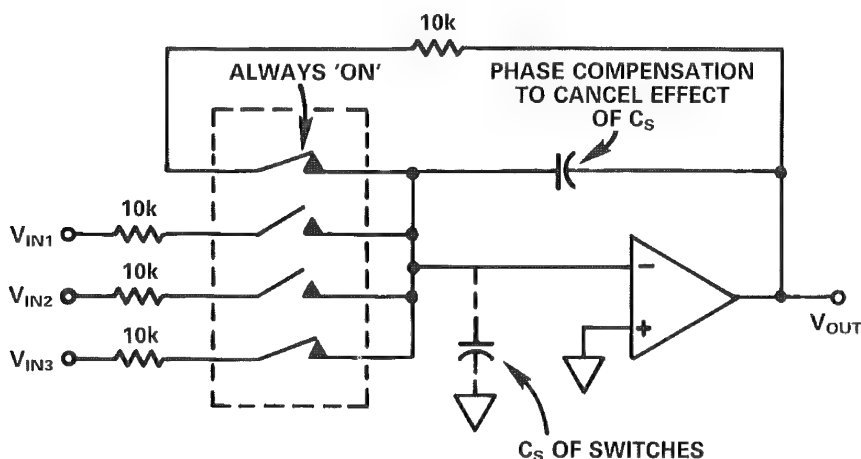 10k
ALWAYS 'ON'
PHASE COMPENSATION
TO CANCEL EFFECT
OF CS
10k
VIN1
10k
VIN2
10k
VIN3
−
+
VOUT
CS OF SWITCHES